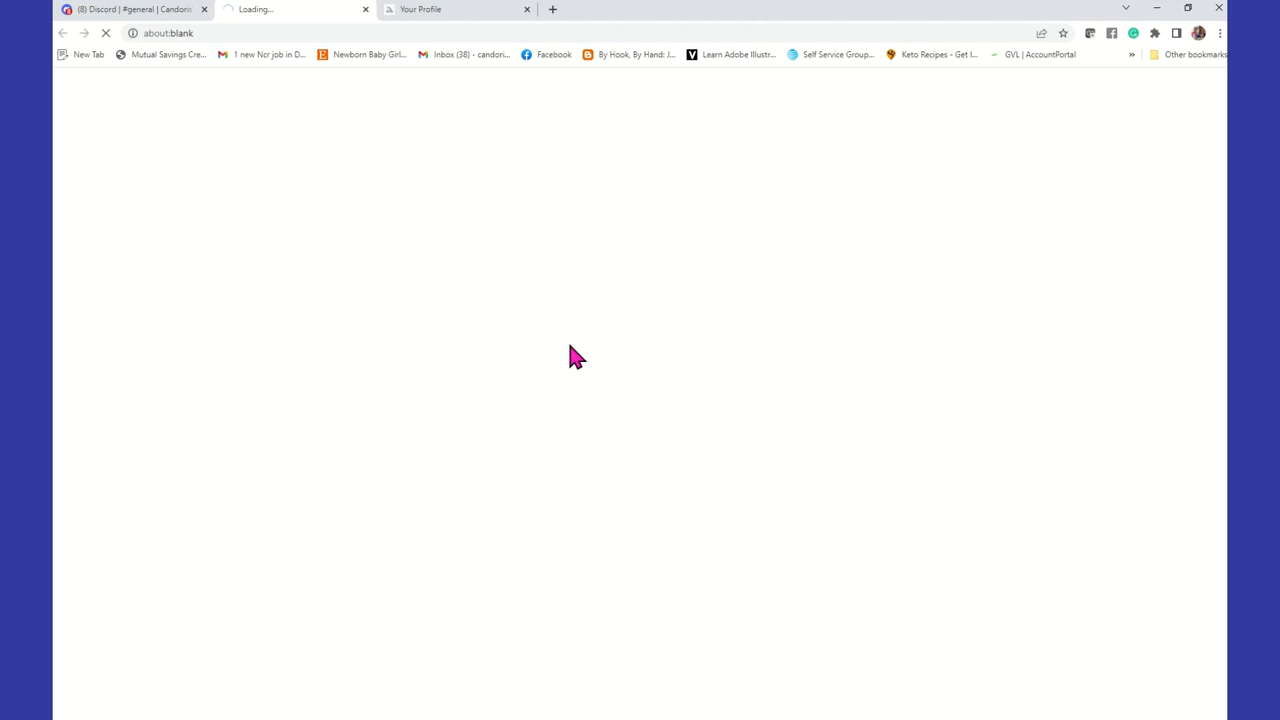 (8) Discord | #general | Candoris
Loading...
Your Profile
about:blank
New Tab
Mutual Savings Cre...
1 new Ncr job in D...
Newborn Baby Girl...
Inbox (38) - candori...
Facebook
By Hook, By Hand: J...
Learn Adobe Illustr...
Self Service Group...
Keto Recipes - Get I...
GVL | AccountPortal
»
Other bookmarks